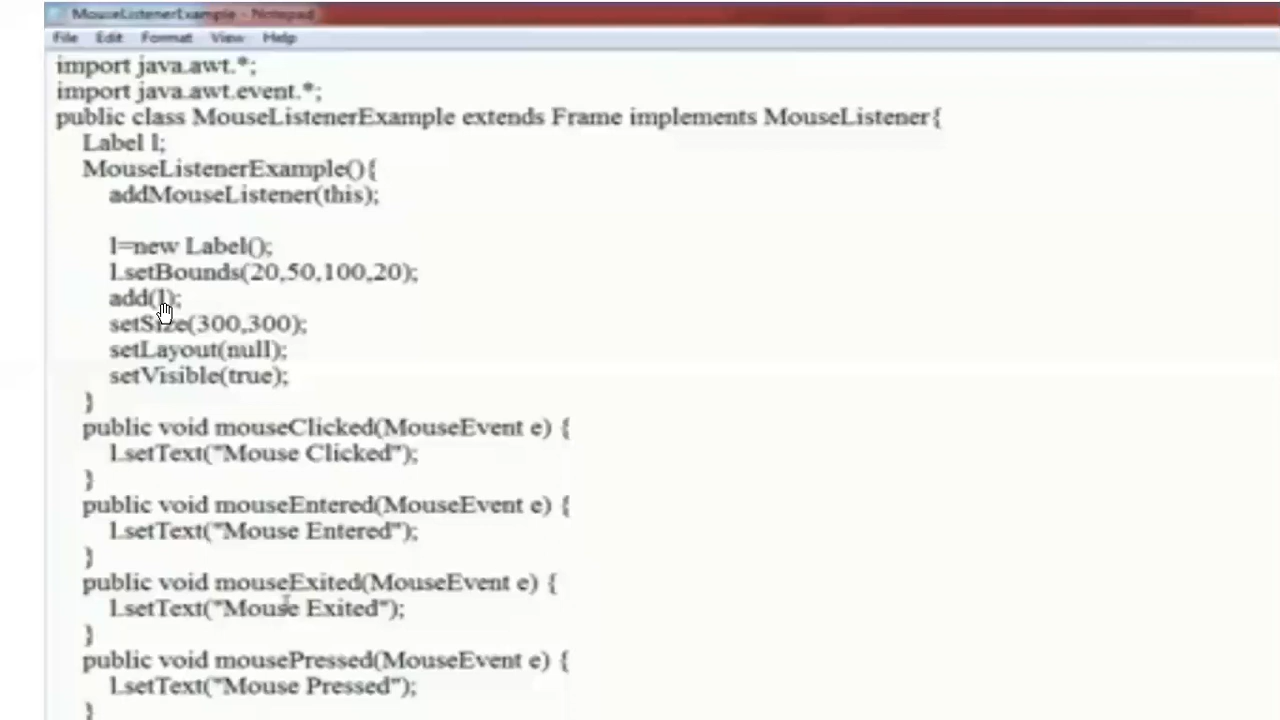 MouseListenerExample - Notepad
File Edit Format View Help
import java.awt.*;
import java.awt.event.*;
public class MouseListenerExample extends Frame implements MouseListener{
Label l;
MouseListenerExample(){
addMouseListener(this);
l=new Label();
l.setBounds(20,50,100,20);
add(l);
setSize(300,300);
setLayout(null);
setVisible(true);
}
public void mouseClicked(MouseEvent e) {
l.setText("Mouse Clicked");
}
public void mouseEntered(MouseEvent e) {
l.setText("Mouse Entered");
}
public void mouseExited(MouseEvent e) {
l.setText("Mouse Exited");
}
public void mousePressed(MouseEvent e) {
l.setText("Mouse Pressed");
}